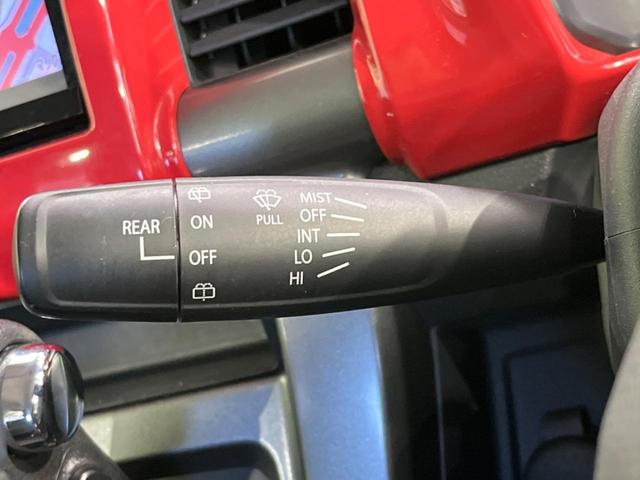 REAR
ON
OFF
PULL
MIST
OFF
INT
LO
HI